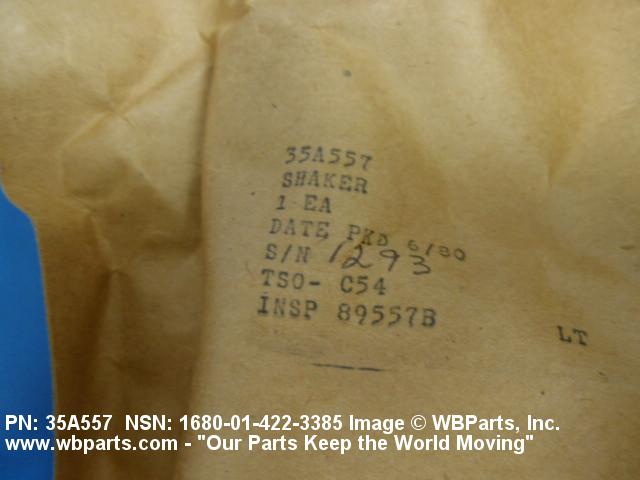 35A557
SHAKER
1 EA
DATE PKD 6/80
S/N 1293
TSO- C54
INSP 89557B
LT
PN: 35A557 NSN: 1680-01-422-3385 Image © WBParts, Inc.
www.wbparts.com - "Our Parts Keep the World Moving"